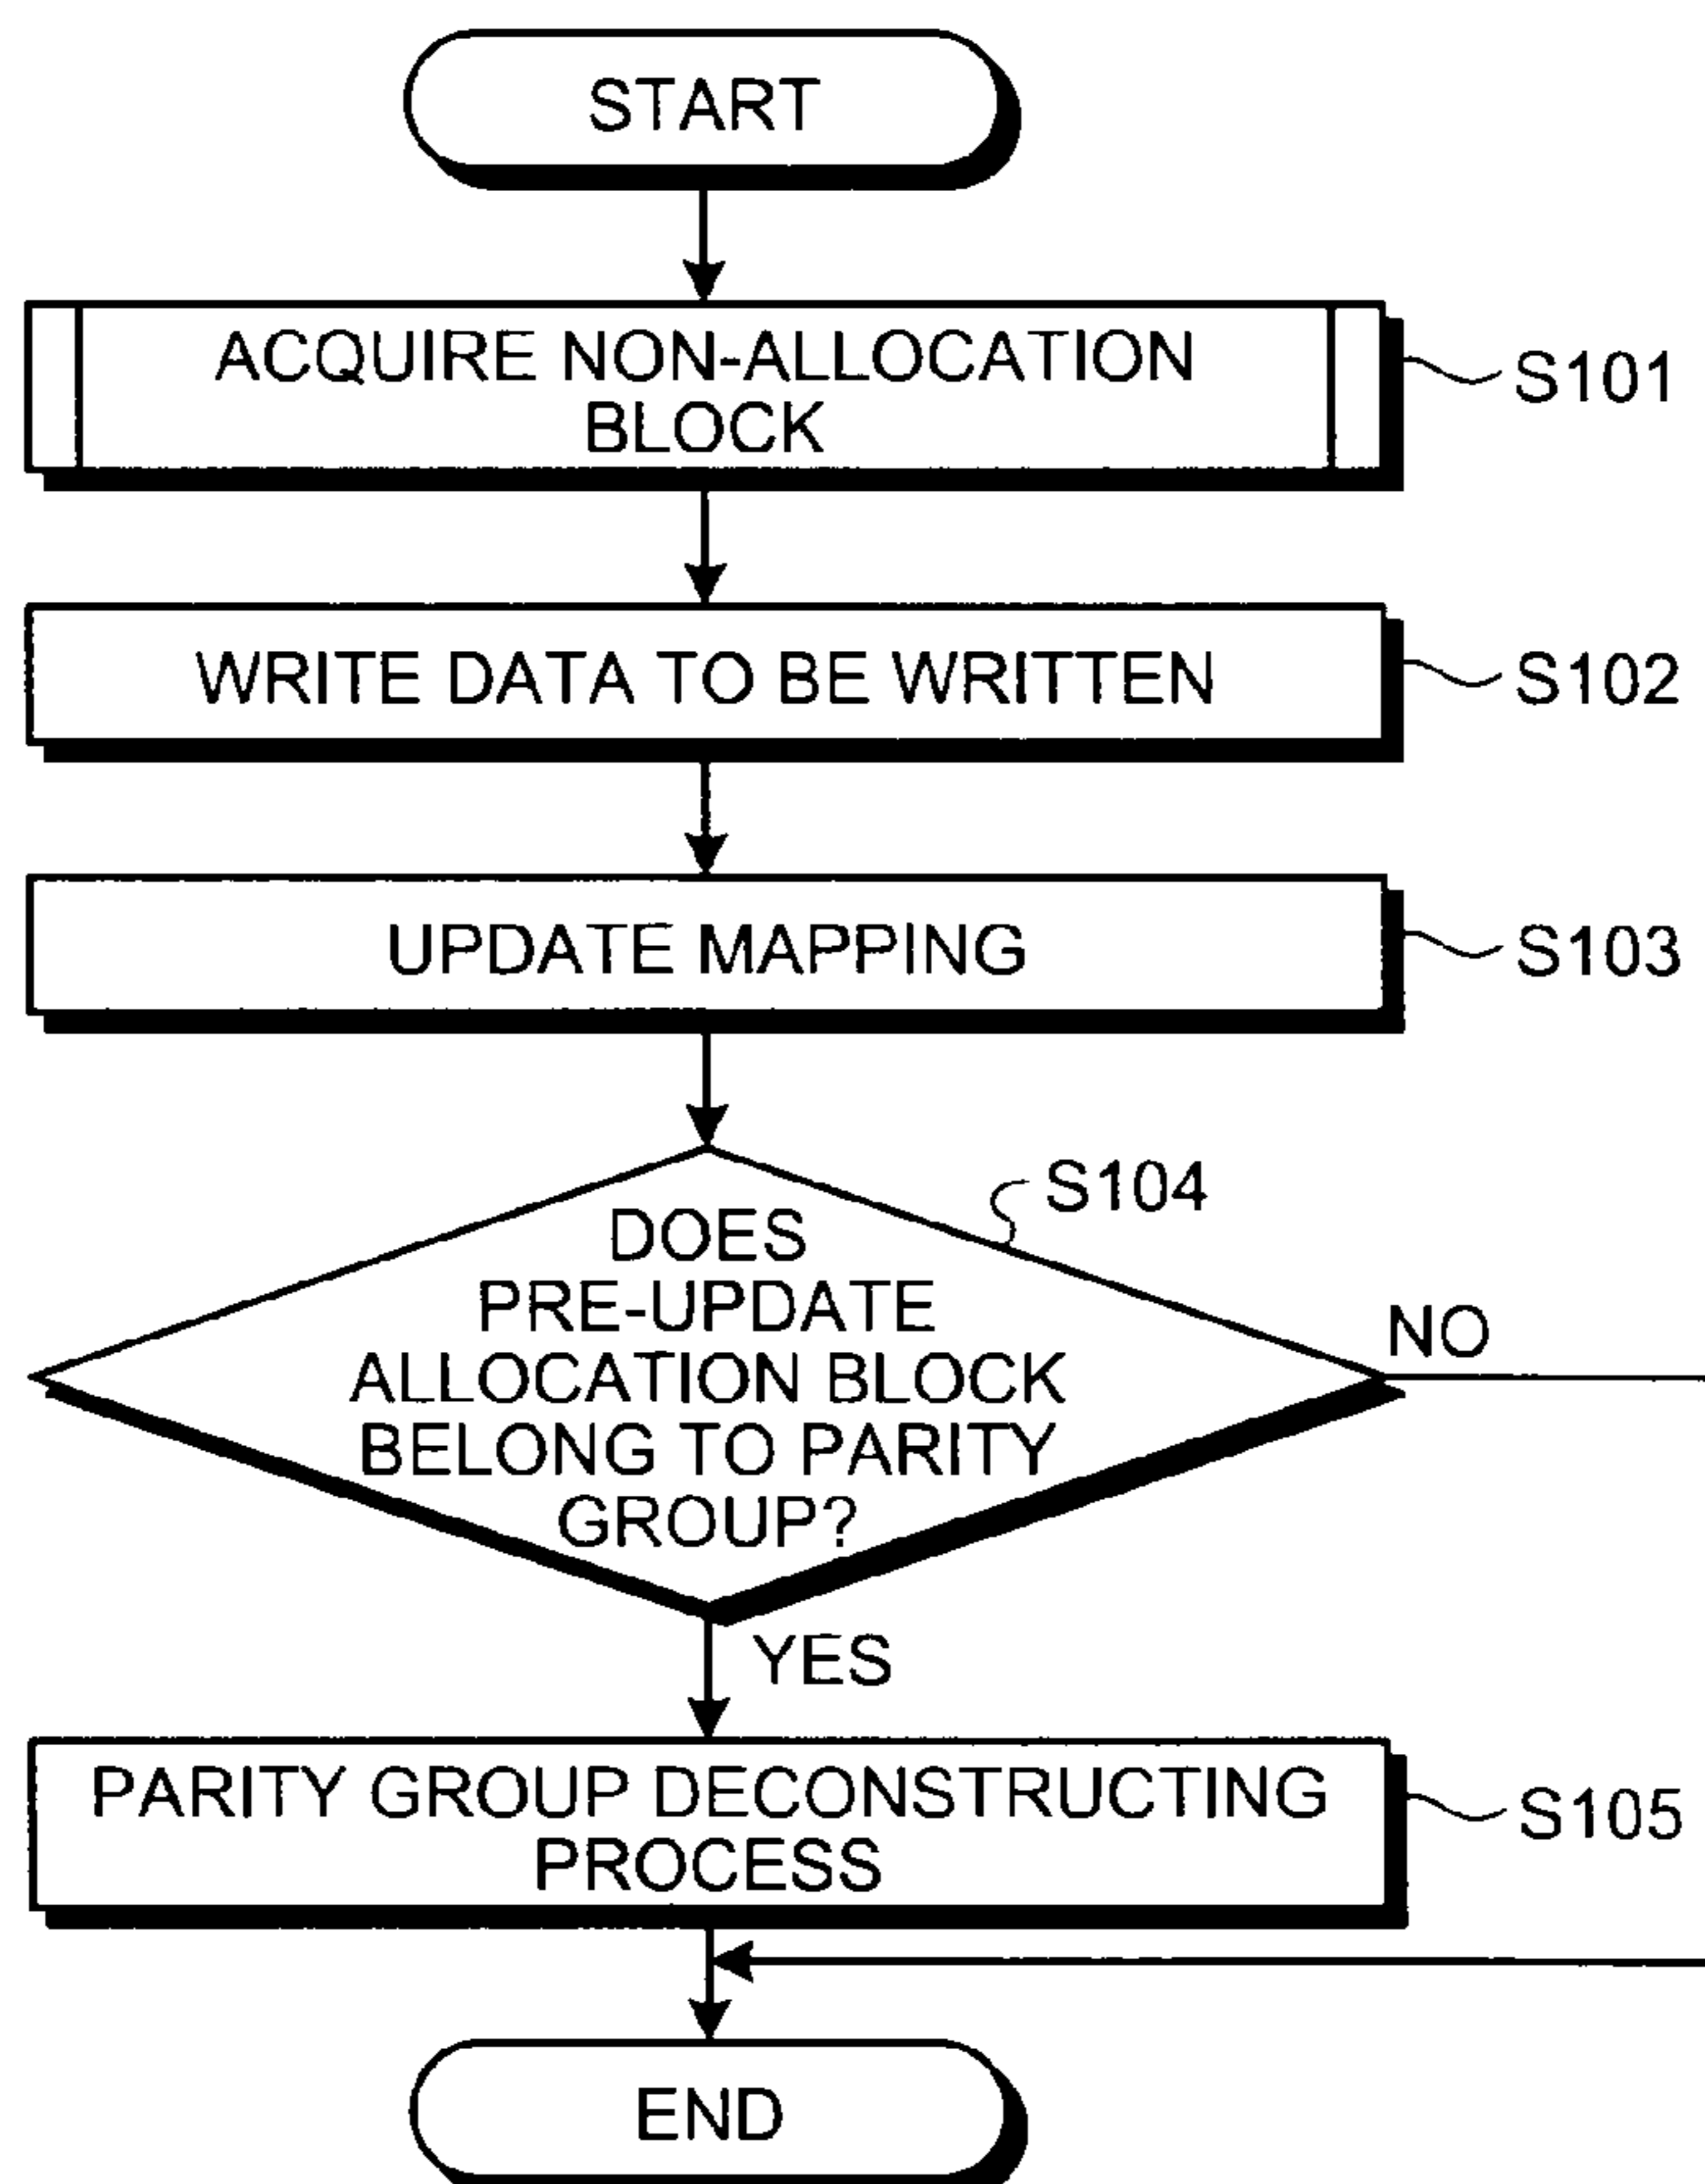 START
ACQUIRE NON-ALLOCATION
BLOCK
S101
WRITE DATA TO BE WRITTEN
S102
UPDATE MAPPING
S103
S104
DOES
PRE-UPDATE
ALLOCATION BLOCK
BELONG TO PARITY
GROUP?
NO
YES
PARITY GROUP DECONSTRUCTING
PROCESS
S105
END